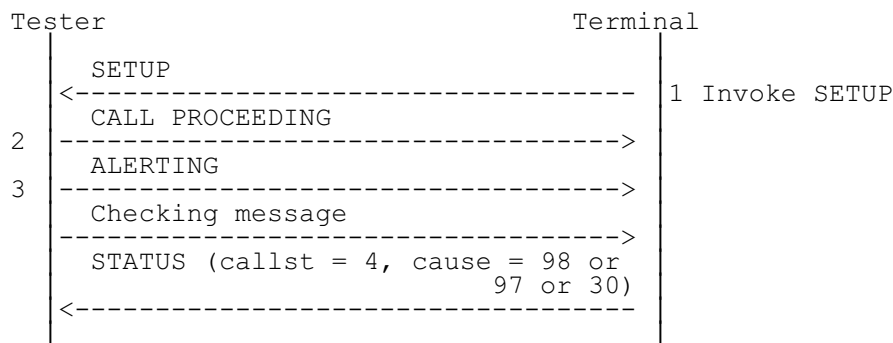 Tester Terminal
SETUP
<----------------------------------- 1 Invoke SETUP
CALL PROCEEDING
2 ----------------------------------->
ALERTING
3 ----------------------------------->
Checking message
----------------------------------->
STATUS (callst = 4, cause = 98 or
97 or 30)
<-----------------------------------